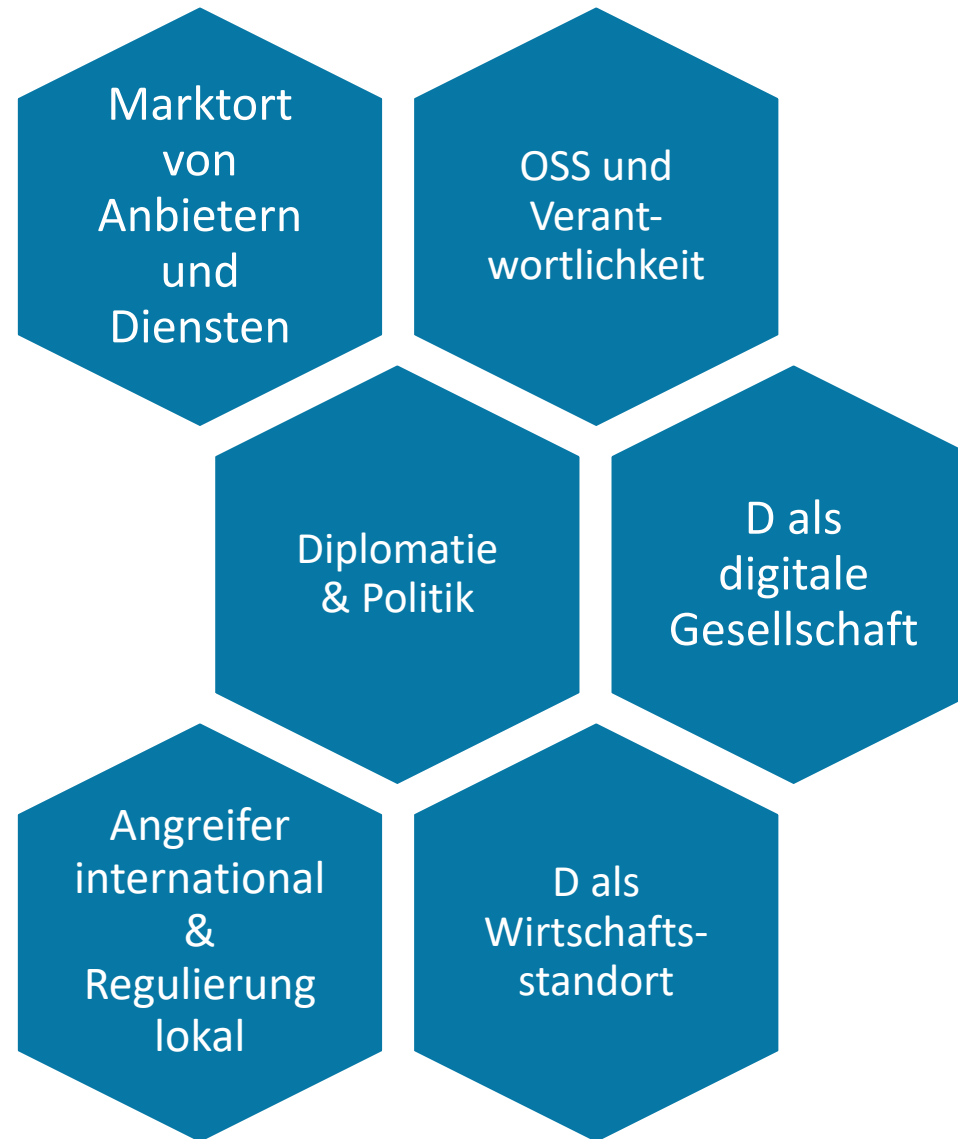 Marktort
von
Anbietern
und
Diensten
OSS und
Verant-
wortlichkeit
Diplomatie
& Politik
D als
digitale
Gesellschaft
Angreifer
international
&
Regulierung
lokal
D als
Wirtschafts-
standort